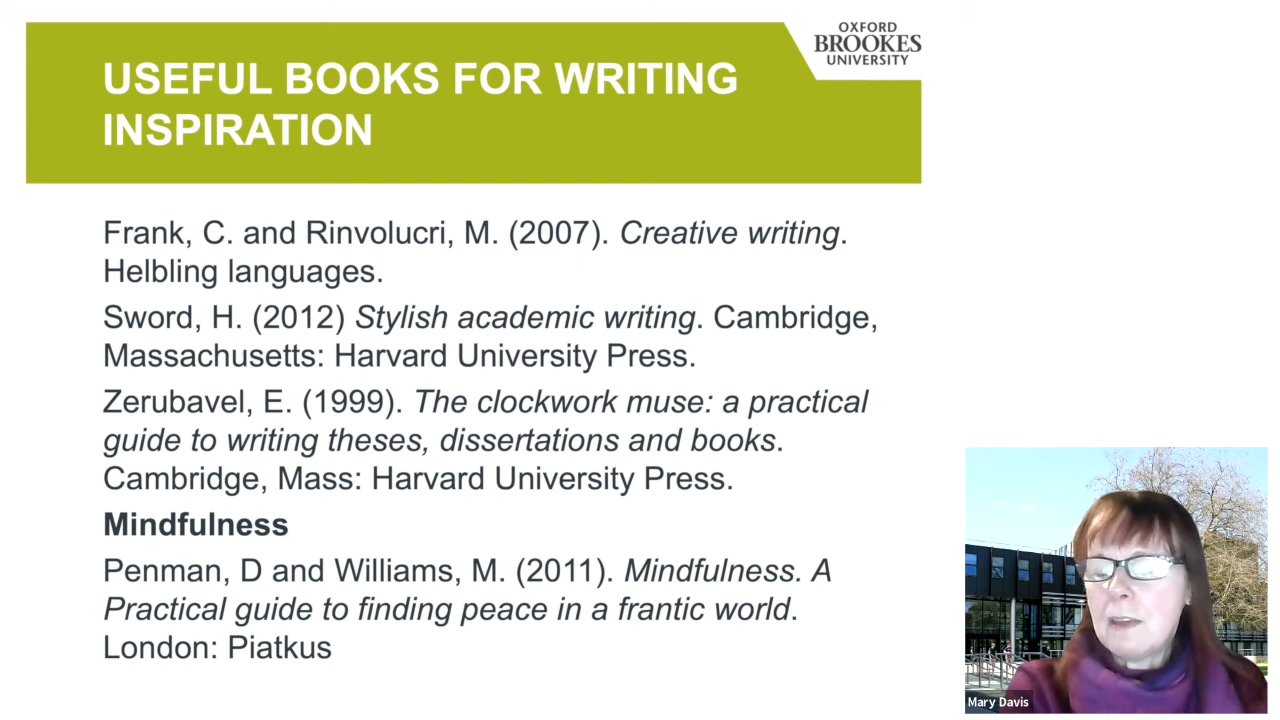 OXFORD
BROOKES
UNIVERSITY
USEFUL BOOKS FOR WRITING
INSPIRATION
Frank, C. and Rinvolucri, M. (2007). Creative writing.
Helbling languages.
Sword, H. (2012) Stylish academic writing. Cambridge,
Massachusetts: Harvard University Press.
Zerubavel, E. (1999). The clockwork muse: a practical
guide to writing theses, dissertations and books.
Cambridge, Mass: Harvard University Press.
Mindfulness
Penman, D and Williams, M. (2011). Mindfulness. A
Practical guide to finding peace in a frantic world.
London: Piatkus
Mary Davis